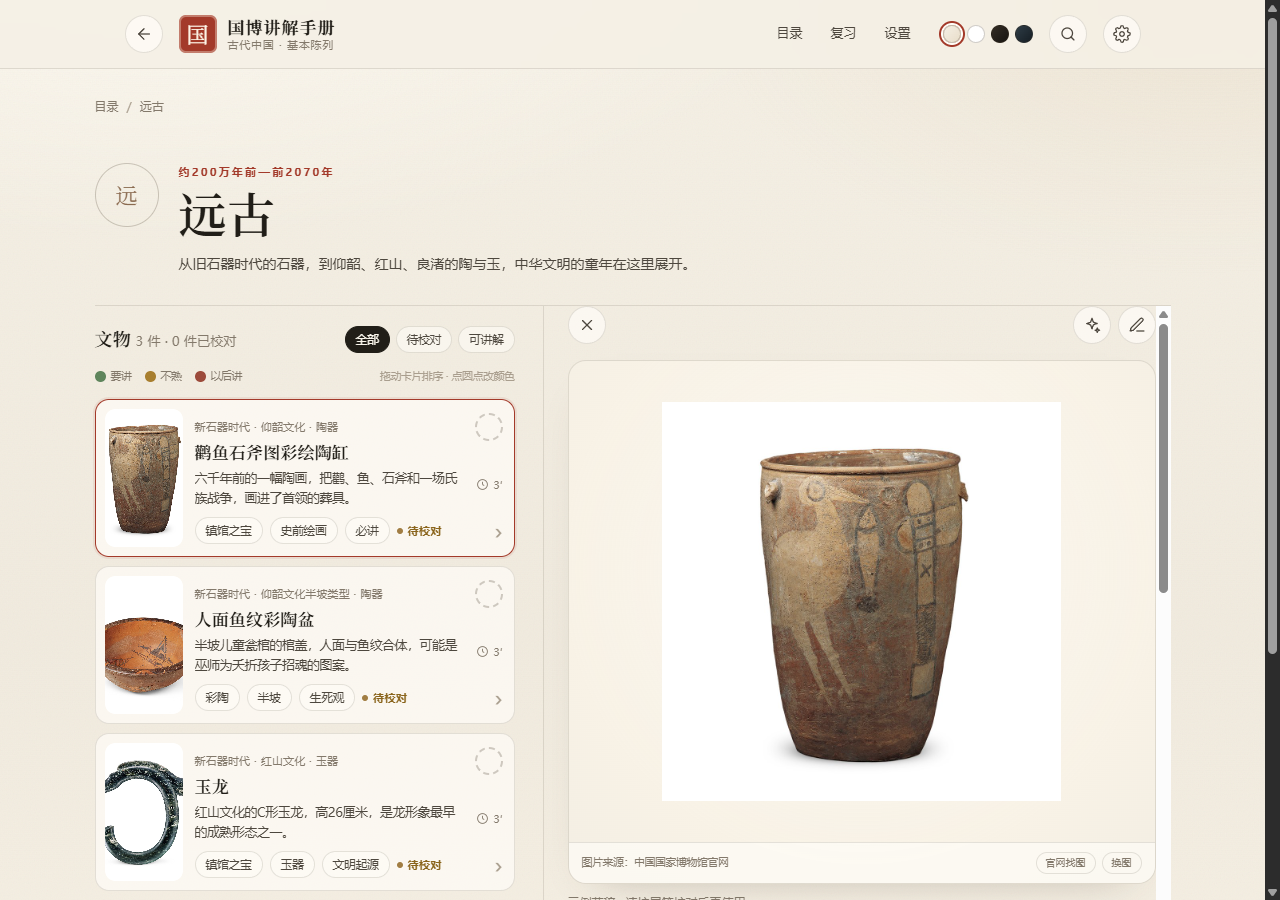 国
国博讲解手册
古代中国 · 基本陈列
目录
复习
设置
目录 / 远古
远
约200万年前—前2070年
远古
从旧石器时代的石器，到仰韶、红山、良渚的陶与玉，中华文明的童年在这里展开。
文物 3 件 · 0 件已校对
全部
待校对
可讲解
要讲
不熟
以后讲
拖动卡片排序 · 点圆点改颜色
新石器时代 · 仰韶文化 · 陶器
鹳鱼石斧图彩绘陶缸
六千年前的一幅陶画，把鹳、鱼、石斧和一场氏
族战争，画进了首领的葬具。
3′
镇馆之宝
史前绘画
必讲
待校对
新石器时代 · 仰韶文化半坡类型 · 陶器
人面鱼纹彩陶盆
半坡儿童瓮棺的棺盖，人面与鱼纹合体，可能是
巫师为夭折孩子招魂的图案。
3′
彩陶
半坡
生死观
待校对
新石器时代 · 红山文化 · 玉器
玉龙
红山文化的C形玉龙，高26厘米，是龙形象最早
的成熟形态之一。
3′
镇馆之宝
玉器
文明起源
待校对
图片来源：中国国家博物馆官网
官网找图
换图